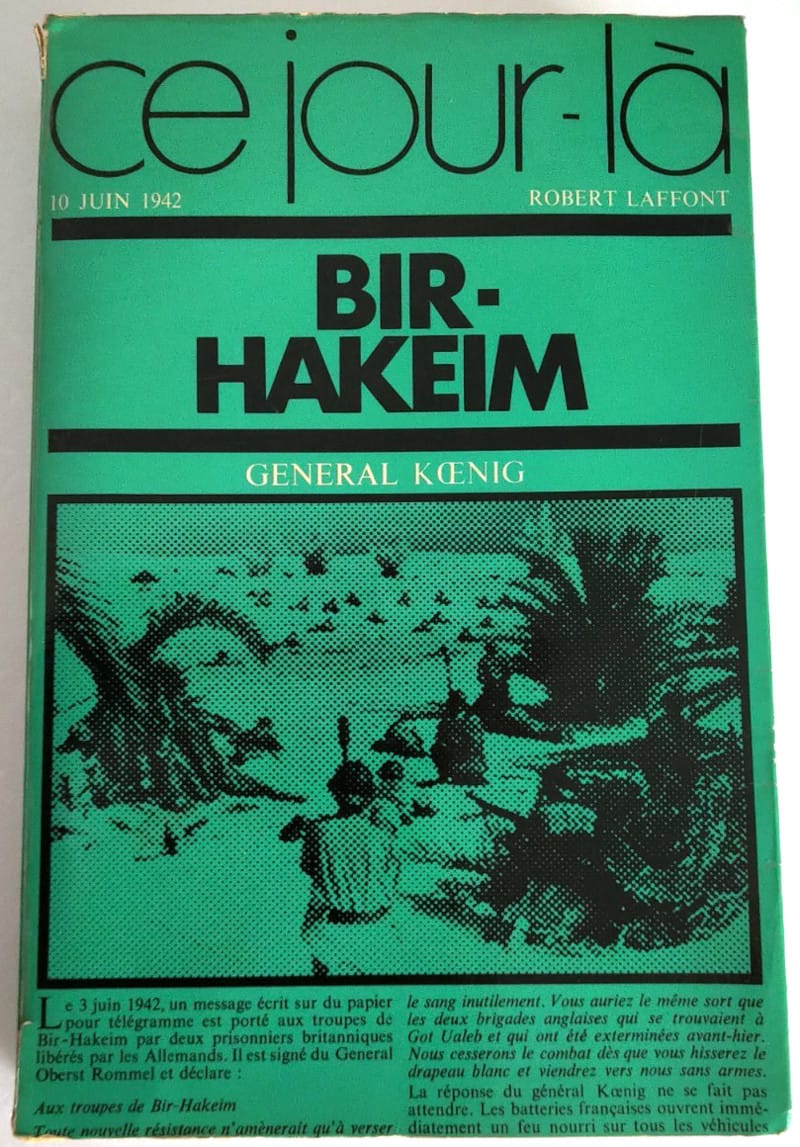 ce jour-là
10 JUIN 1942
ROBERT LAFFONT
BIR-
HAKEIM
GENERAL KŒNIG
Le 3 juin 1942, un message écrit sur du papier
pour télégramme est porté aux troupes de
Bir-Hakeim par deux prisonniers britanniques
libérés par les Allemands. Il est signé du General
Oberst Rommel et déclare :
Aux troupes de Bir-Hakeim
Toute nouvelle résistance n'amènerait qu'à verser
le sang inutilement. Vous auriez le même sort que
les deux brigades anglaises qui se trouvaient à
Got Ualeb et qui ont été exterminées avant-hier.
Nous cesserons le combat dès que vous hisserez le
drapeau blanc et viendrez vers nous sans armes.
La réponse du général Kœnig ne se fait pas
attendre. Les batteries françaises ouvrent immé-
diatement un feu nourri sur tous les véhicules